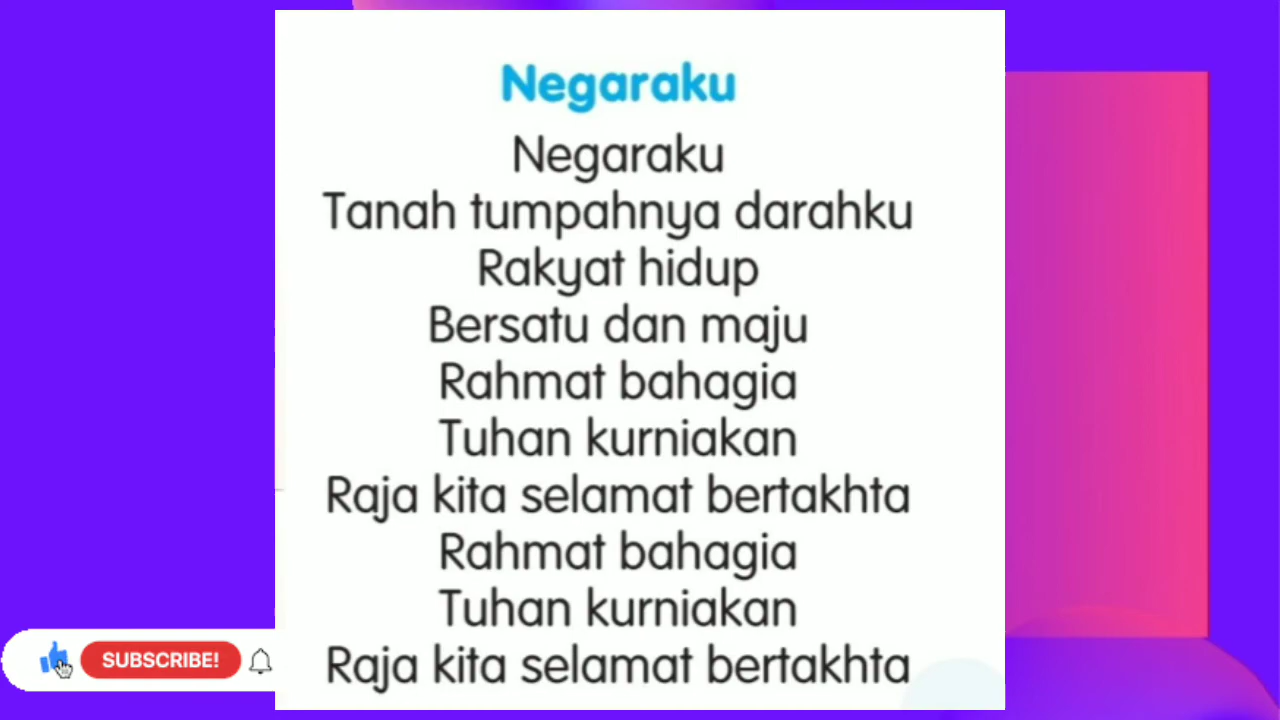 Negaraku
Negaraku
Tanah tumpahnya darahku
Rakyat hidup
Bersatu dan maju
Rahmat bahagia
Tuhan kurniakan
Raja kita selamat bertakhta
Rahmat bahagia
Tuhan kurniakan
Raja kita selamat bertakhta
SUBSCRIBE!